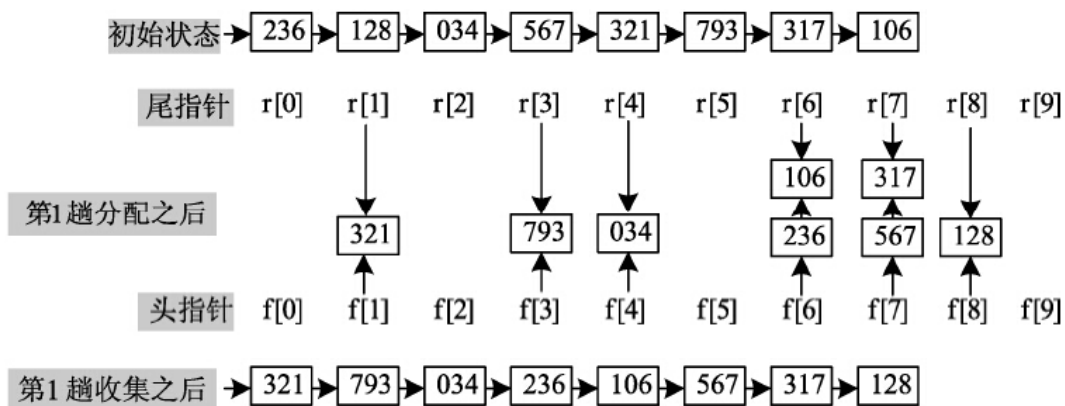 初始状态 236 128 034 567 321 793 317 106
尾指针 r[0] r[1] r[2] r[3] r[4] r[5] r[6] r[7] r[8] r[9]
106 317
第1趟分配之后 321 793 034 236 567 128
头指针 f[0] f[1] f[2] f[3] f[4] f[5] f[6] f[7] f[8] f[9]
第1趟收集之后 321 793 034 236 106 567 317 128